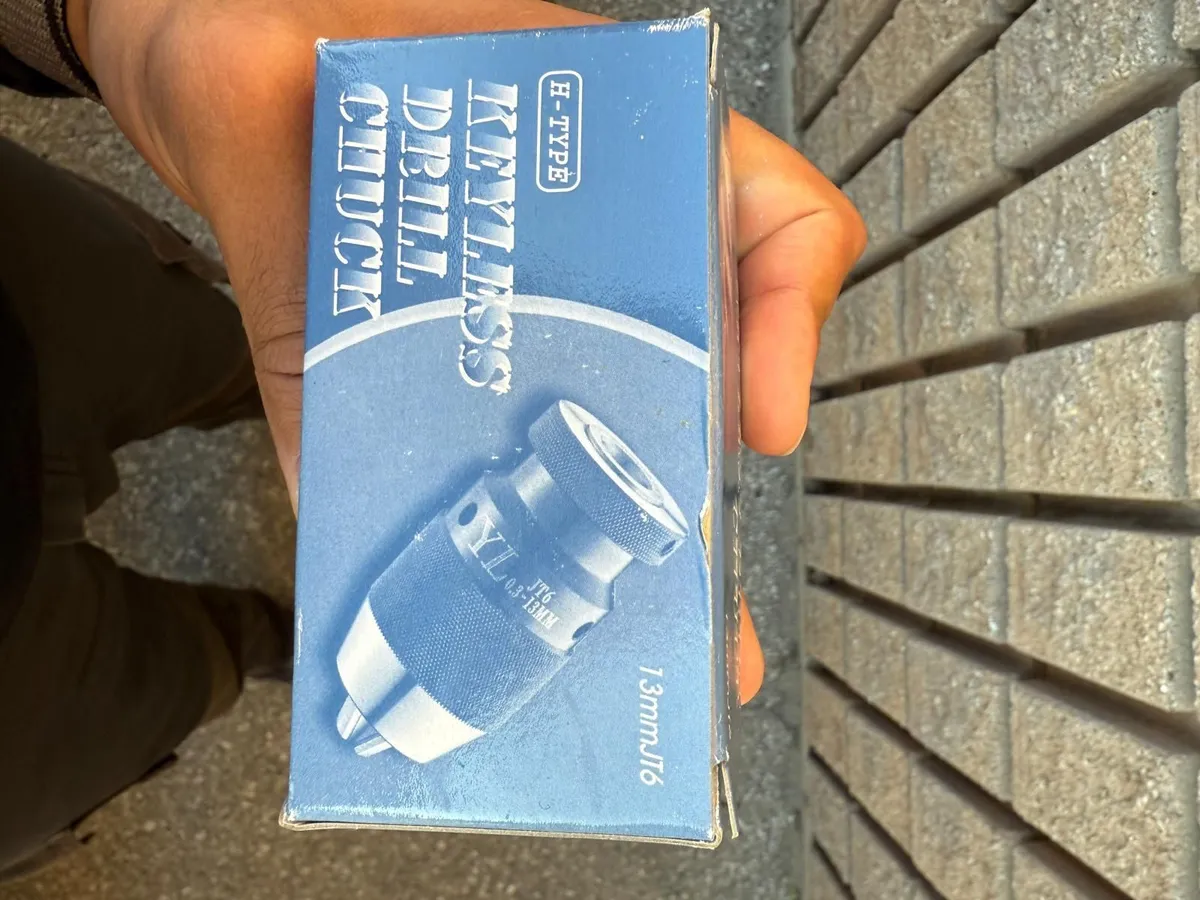 H-TYPE
KEYLESS
DRILL
CHUCK
YL
JT6
0.3-13MM
13mmJT6